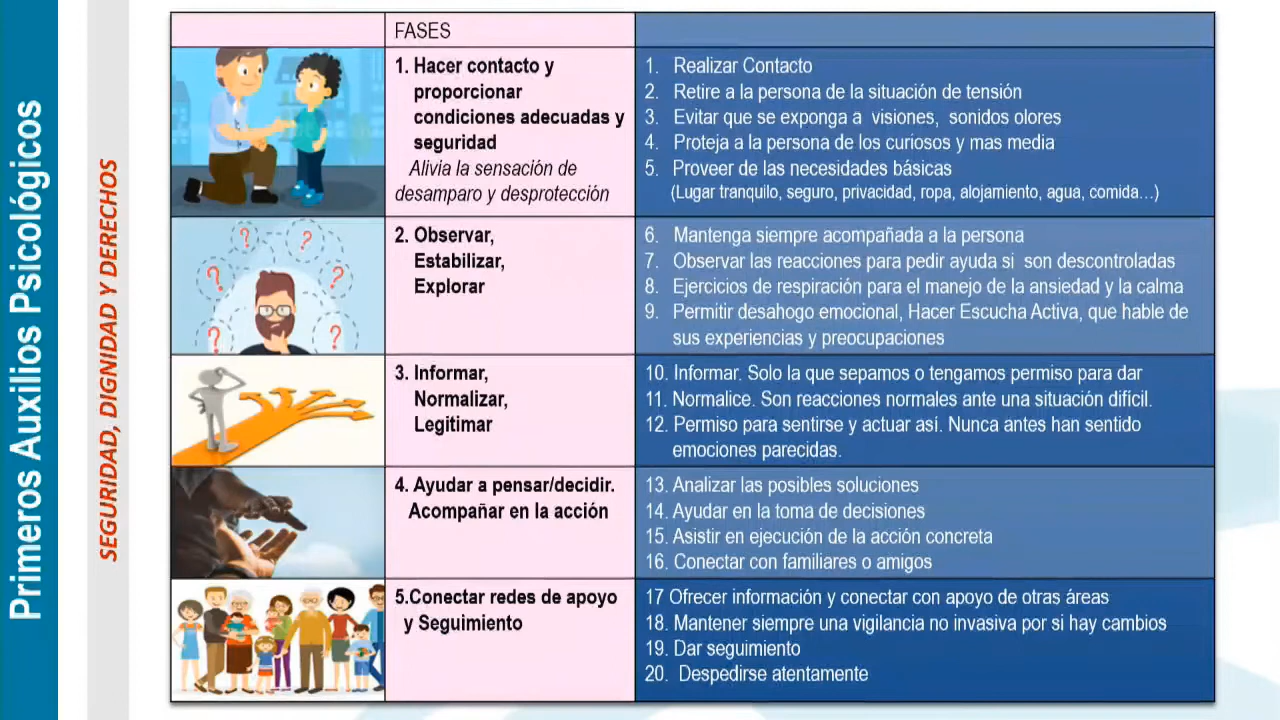 Primeros Auxilios Psicológicos
SEGURIDAD, DIGNIDAD Y DERECHOS
FASES
1. Hacer contacto y
proporcionar
condiciones adecuadas y
seguridad
Alivia la sensación de
desamparo y desprotección
1. Realizar Contacto
2. Retire a la persona de la situación de tensión
3. Evitar que se exponga a visiones, sonidos olores
4. Proteja a la persona de los curiosos y mas media
5. Proveer de las necesidades básicas
(Lugar tranquilo, seguro, privacidad, ropa, alojamiento, agua, comida…)
2. Observar,
Estabilizar,
Explorar
6. Mantenga siempre acompañada a la persona
7. Observar las reacciones para pedir ayuda si son descontroladas
8. Ejercicios de respiración para el manejo de la ansiedad y la calma
9. Permitir desahogo emocional, Hacer Escucha Activa, que hable de
sus experiencias y preocupaciones
3. Informar,
Normalizar,
Legitimar
10. Informar. Solo la que sepamos o tengamos permiso para dar
11. Normalice. Son reacciones normales ante una situación difícil.
12. Permiso para sentirse y actuar así. Nunca antes han sentido
emociones parecidas.
4. Ayudar a pensar/decidir.
Acompañar en la acción
13. Analizar las posibles soluciones
14. Ayudar en la toma de decisiones
15. Asistir en ejecución de la acción concreta
16. Conectar con familiares o amigos
5.Conectar redes de apoyo
y Seguimiento
17 Ofrecer información y conectar con apoyo de otras áreas
18. Mantener siempre una vigilancia no invasiva por si hay cambios
19. Dar seguimiento
20. Despedirse atentamente